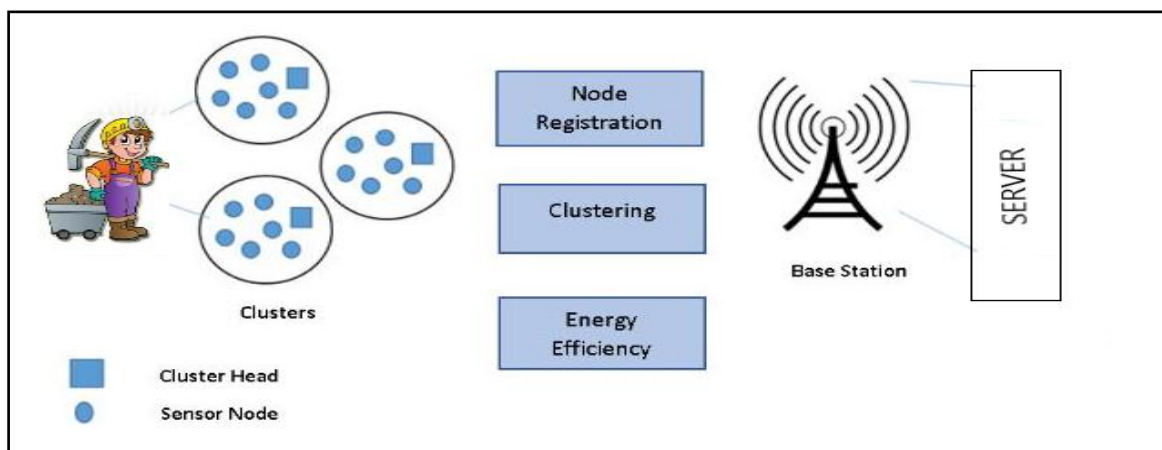 Node
Registration
Clustering
Energy
Efficiency
Clusters
Cluster Head
Sensor Node
Base Station
SERVER